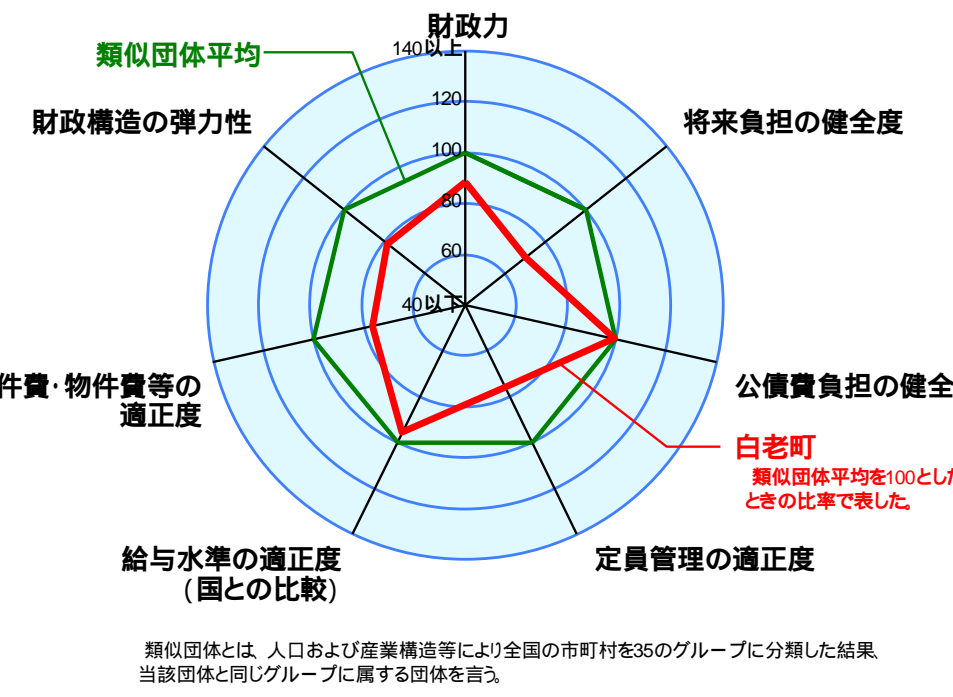 財政力
140以上
類似団体平均
120
財政構造の弾力性
将来負担の健全度
100
80
60
40以下
件費・物件費等の
適正度
公債費負担の健全
白老町
類似団体平均を100とした
ときの比率で表した。
給与水準の適正度
(国との比較)
定員管理の適正度
類似団体とは、人口および産業構造等により全国の市町村を35のグループに分類した結果、
当該団体と同じグループに属する団体を言う。